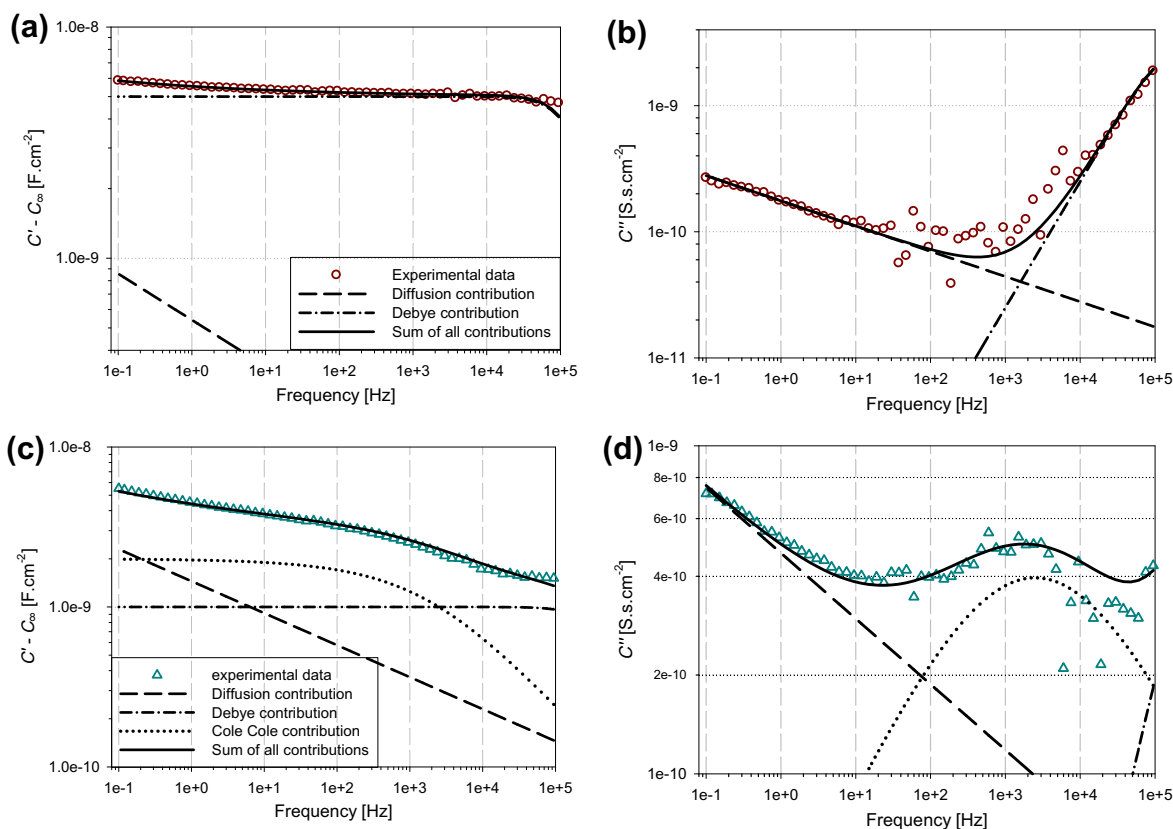 (a)
1.0e-8
1.0e-9
C' - C∞ [F.cm-2]
Experimental data
Diffusion contribution
Debye contribution
Sum of all contributions
1e-1 1e+0 1e+1 1e+2 1e+3 1e+4 1e+5
Frequency [Hz]
(b)
1e-9
1e-10
1e-11
C'' [S.s.cm-2]
1e-1 1e+0 1e+1 1e+2 1e+3 1e+4 1e+5
Frequency [Hz]
(c)
1.0e-8
1.0e-9
1.0e-10
C' - C∞ [F.cm-2]
experimental data
Diffusion contribution
Debye contribution
Cole Cole contribution
Sum of all contributions
1e-1 1e+0 1e+1 1e+2 1e+3 1e+4 1e+5
Frequency [Hz]
(d)
1e-9
8e-10
6e-10
4e-10
2e-10
1e-10
C'' [S.s.cm-2]
1e-1 1e+0 1e+1 1e+2 1e+3 1e+4 1e+5
Frequency [Hz]